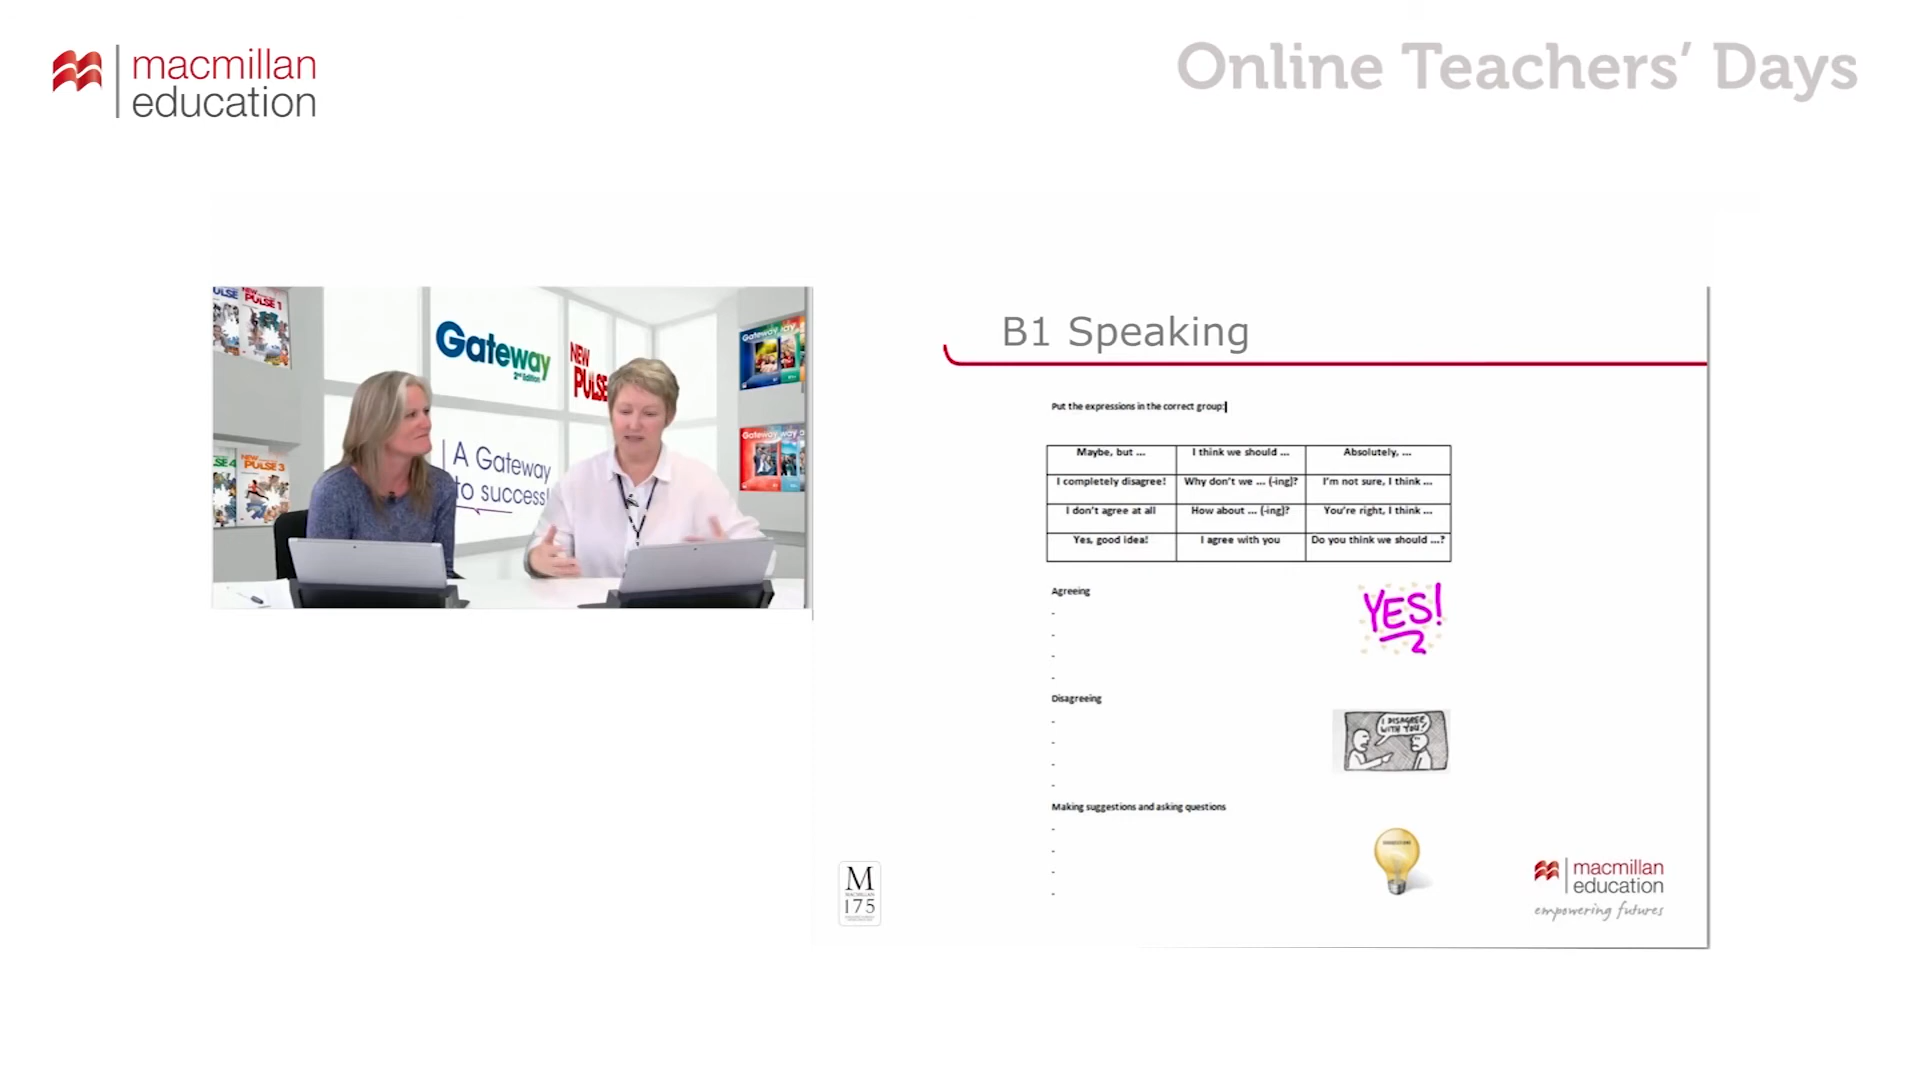 macmillan
education
Online Teachers' Days
PULSE 1
NEW
PULSE 3
Gateway
2nd Edition
NEW
PULSE
A Gateway
to success!
Gateway
Gateway
B1 Speaking
Put the expressions in the correct group:
Maybe, but ... I think we should ... Absolutely, ...
I completely disagree! Why don't we ... (-ing)? I'm not sure, I think ...
I don't agree at all How about ... (-ing)? You're right, I think ...
Yes, good idea! I agree with you Do you think we should ...?
Agreeing
-
-
-
-
YES!
Disagreeing
-
-
-
-
I DISAGREE
WITH YOU!
Making suggestions and asking questions
-
-
-
-
M
175
macmillan
education
empowering futures